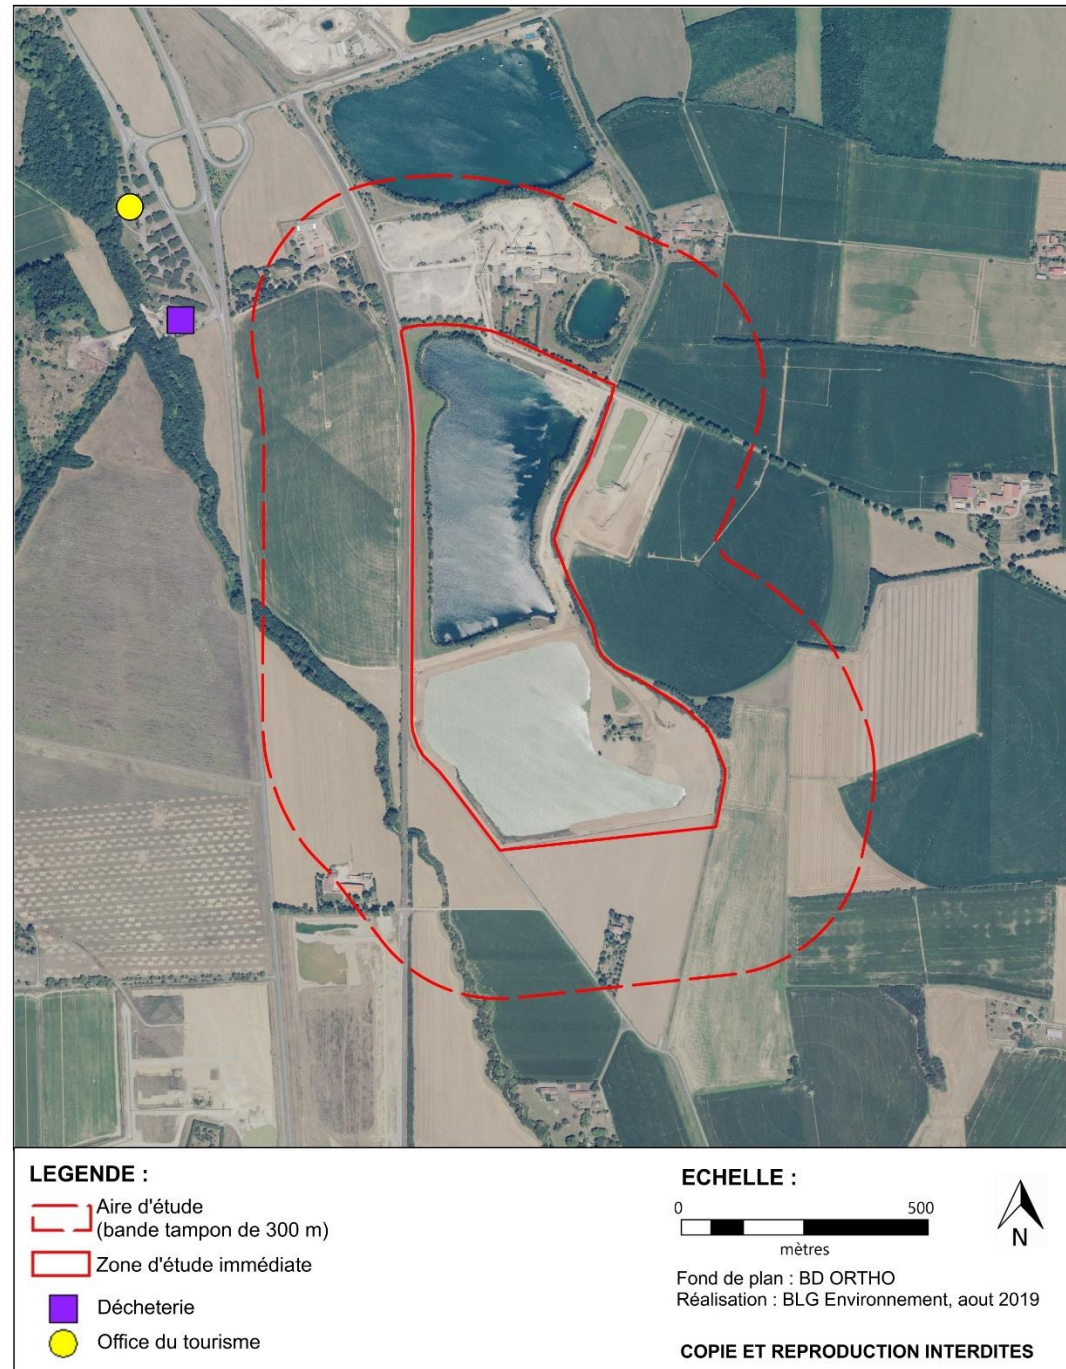 LEGENDE :
Aire d'étude
(bande tampon de 300 m)
Zone d'étude immédiate
Décheterie
Office du tourisme
ECHELLE :
0 500
mètres
N
Fond de plan : BD ORTHO
Réalisation : BLG Environnement, aout 2019
COPIE ET REPRODUCTION INTERDITES